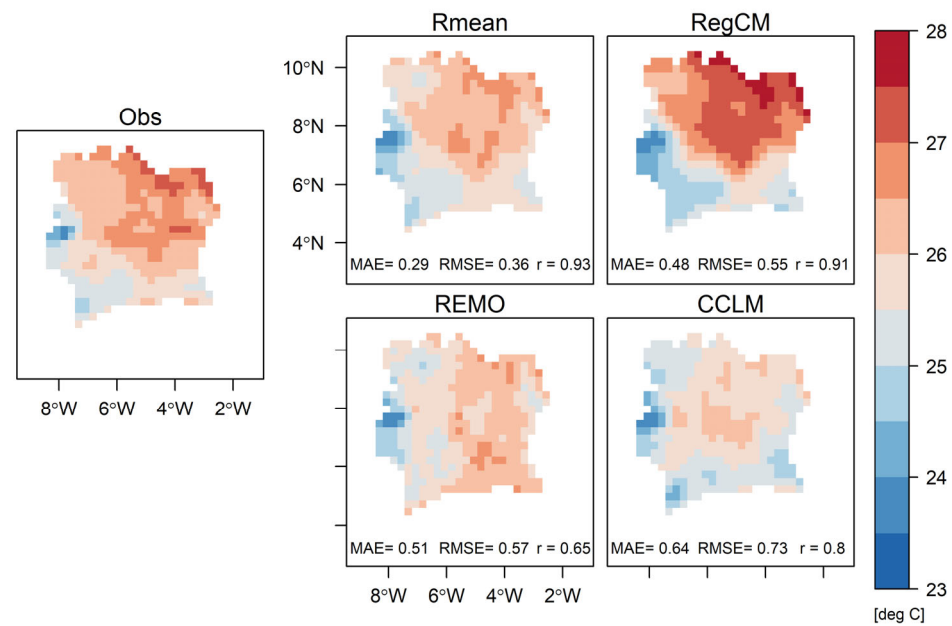 Rmean
RegCM
28
10°N
Obs
8°N
27
6°N
4°N
26
MAE= 0.29 RMSE= 0.36 r = 0.93
MAE= 0.48 RMSE= 0.55 r = 0.91
REMO
CCLM
25
8°W 6°W 4°W 2°W
24
MAE= 0.51 RMSE= 0.57 r = 0.65
MAE= 0.64 RMSE= 0.73 r = 0.8
8°W 6°W 4°W 2°W
23
[deg C]